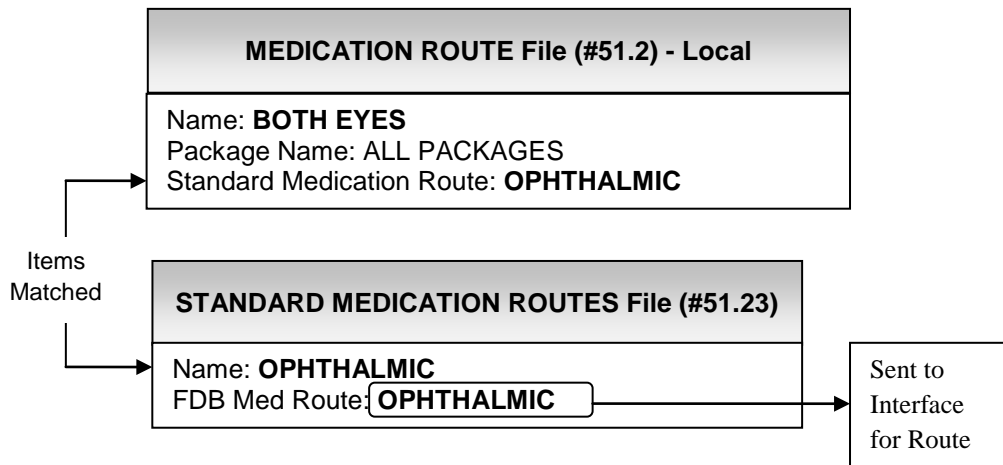 MEDICATION ROUTE File (#51.2) - Local
Name: BOTH EYES
Package Name: ALL PACKAGES
Standard Medication Route: OPHTHALMIC
Items
Matched
STANDARD MEDICATION ROUTES File (#51.23)
Name: OPHTHALMIC
FDB Med Route: OPHTHALMIC
Sent to
Interface
for Route